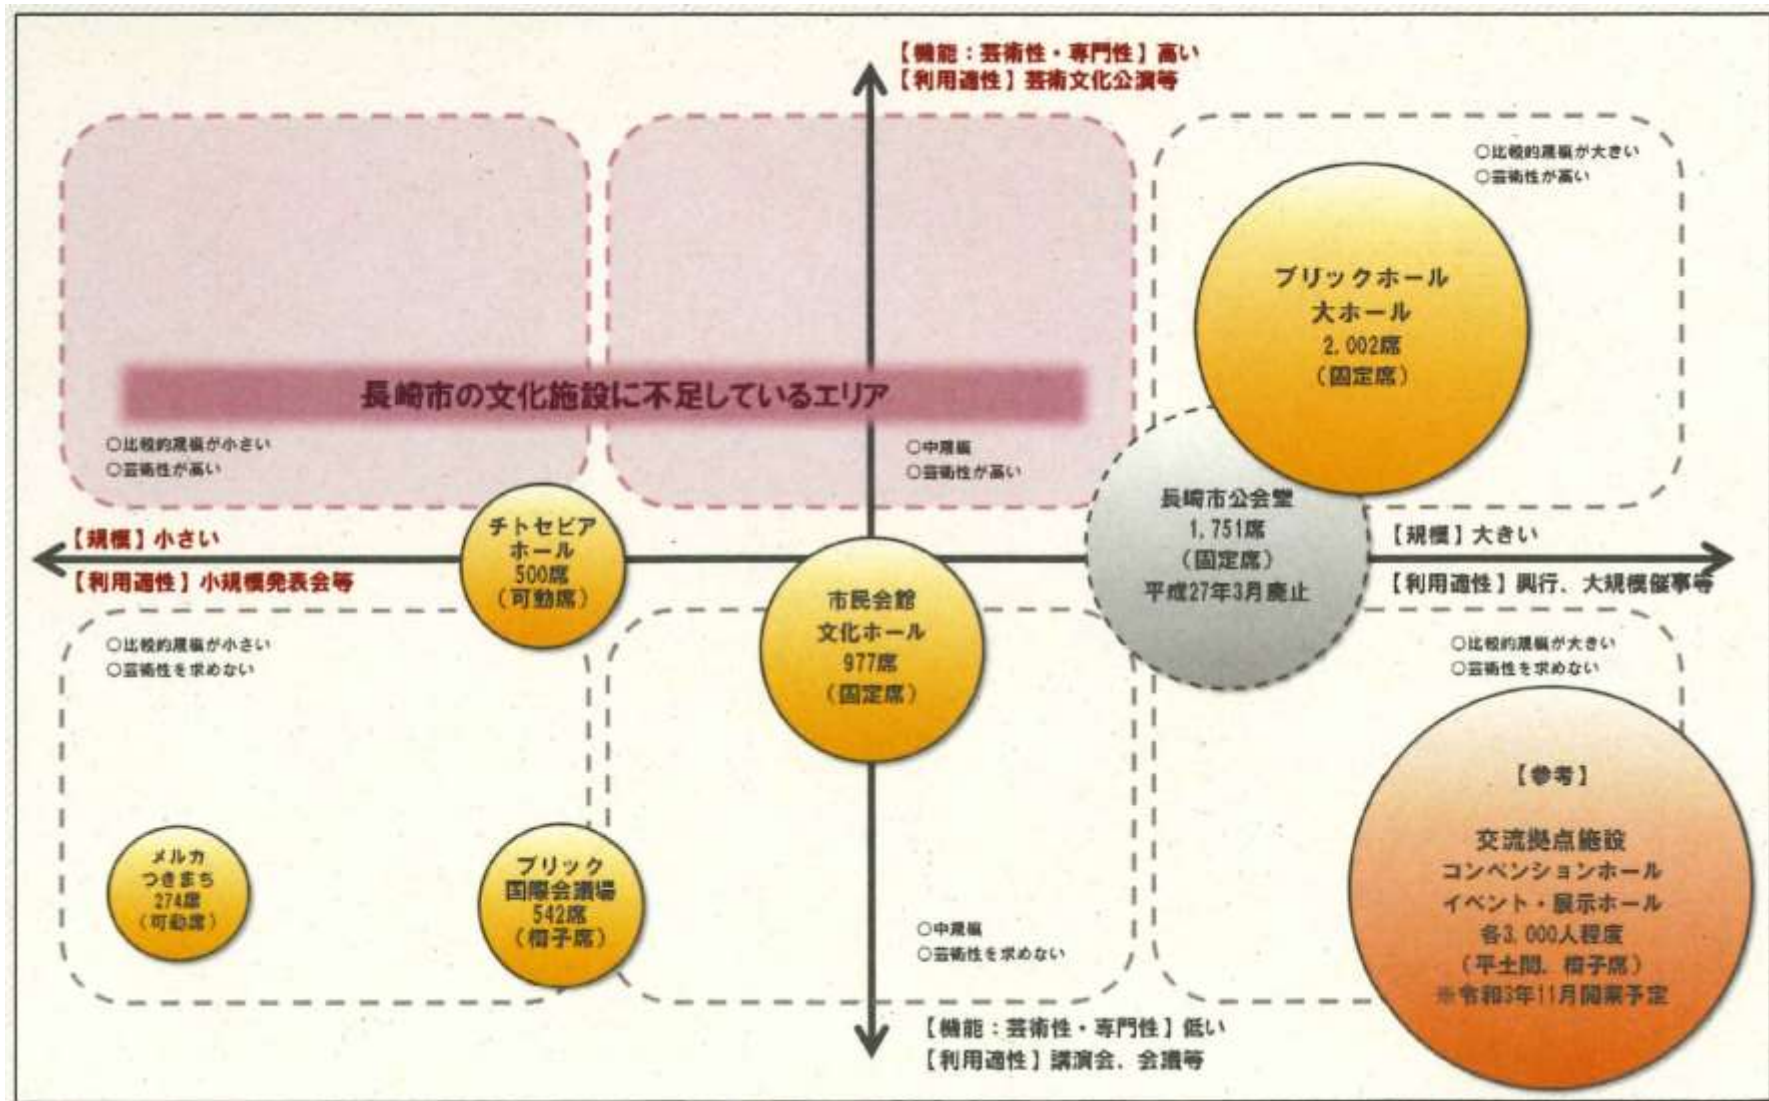 【機能：芸術性・専門性】高い
【利用適性】芸術文化公演等
○比較的規模が大きい
○芸術性が高い
ブリックホール
大ホール
2,002席
（固定席）
長崎市の文化施設に不足しているエリア
○比較的規模が小さい
○芸術性が高い
○中規模
○芸術性が高い
長崎市公会堂
1,751席
（固定席）
平成27年3月廃止
【規模】小さい
【利用適性】小規模発表会等
チトセピア
ホール
500席
（可動席）
【規模】大きい
【利用適性】興行、大規模催事等
市民会館
文化ホール
977席
（固定席）
○比較的規模が小さい
○芸術性を求めない
○比較的規模が大きい
○芸術性を求めない
メルカ
つきまち
274席
（可動席）
ブリック
国際会議場
542席
（椅子席）
○中規模
○芸術性を求めない
【参考】
交流拠点施設
コンベンションホール
イベント・展示ホール
各3,000人程度
（平土間、椅子席）
※令和3年11月開業予定
【機能：芸術性・専門性】低い
【利用適性】講演会、会議等